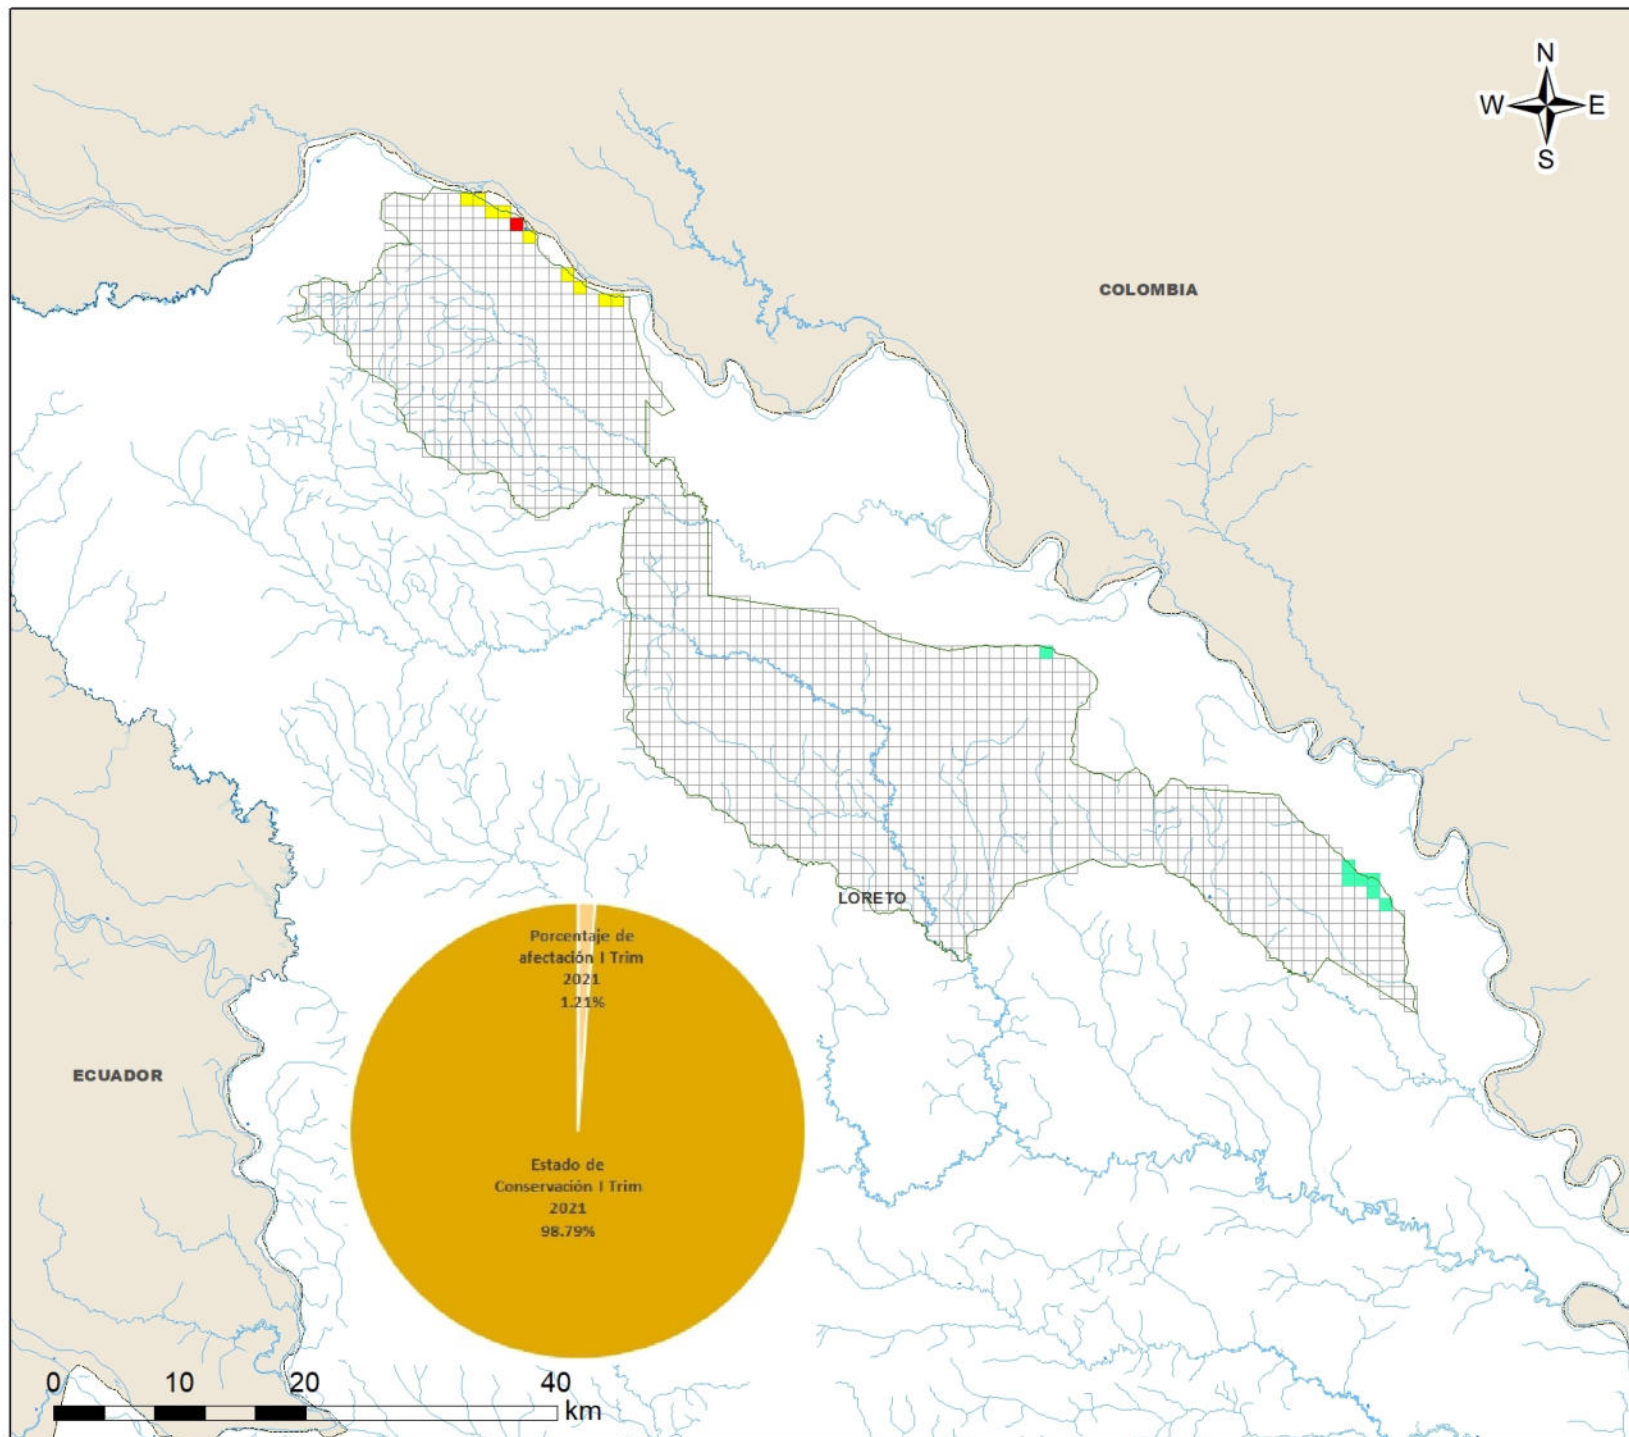 N
W E
S
COLOMBIA
LORETO
Porcentaje de
afectación I Trim
2021
1.21%
ECUADOR
Estado de
Conservación I Trim
2021
98.79%
0 10 20 40
km